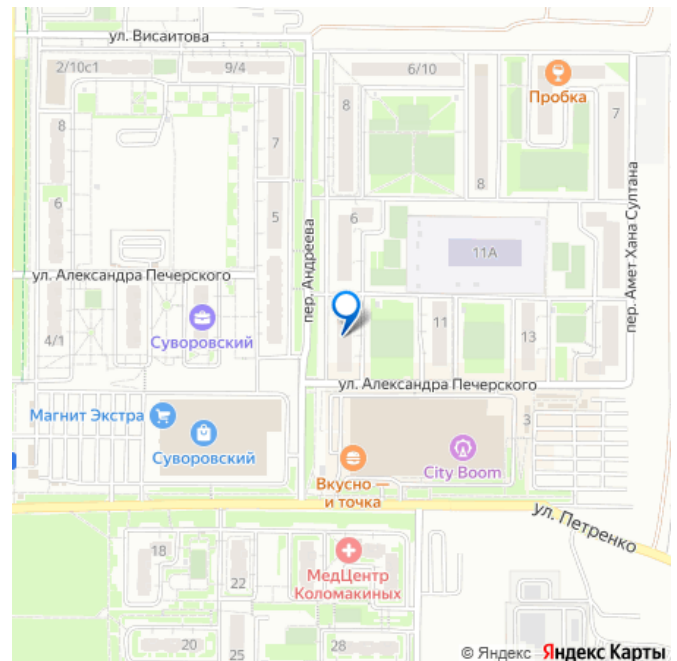 ул. Висаитова
2/10с1
9/4
6/10
Пробка
8
7
8
7
8
6
5
6
11А
пер. Андреева
пер. Амет Хана Султана
ул. Александра Печерского
4/1
Суворовский
11
13
ул. Александра Печерского
Магнит Экстра
Суворовский
3
City Boom
Вкусно —
и точка
ул. Петренко
18
22
МедЦентр
Коломакиных
20
25
28
© Яндекс Яндекс Карты